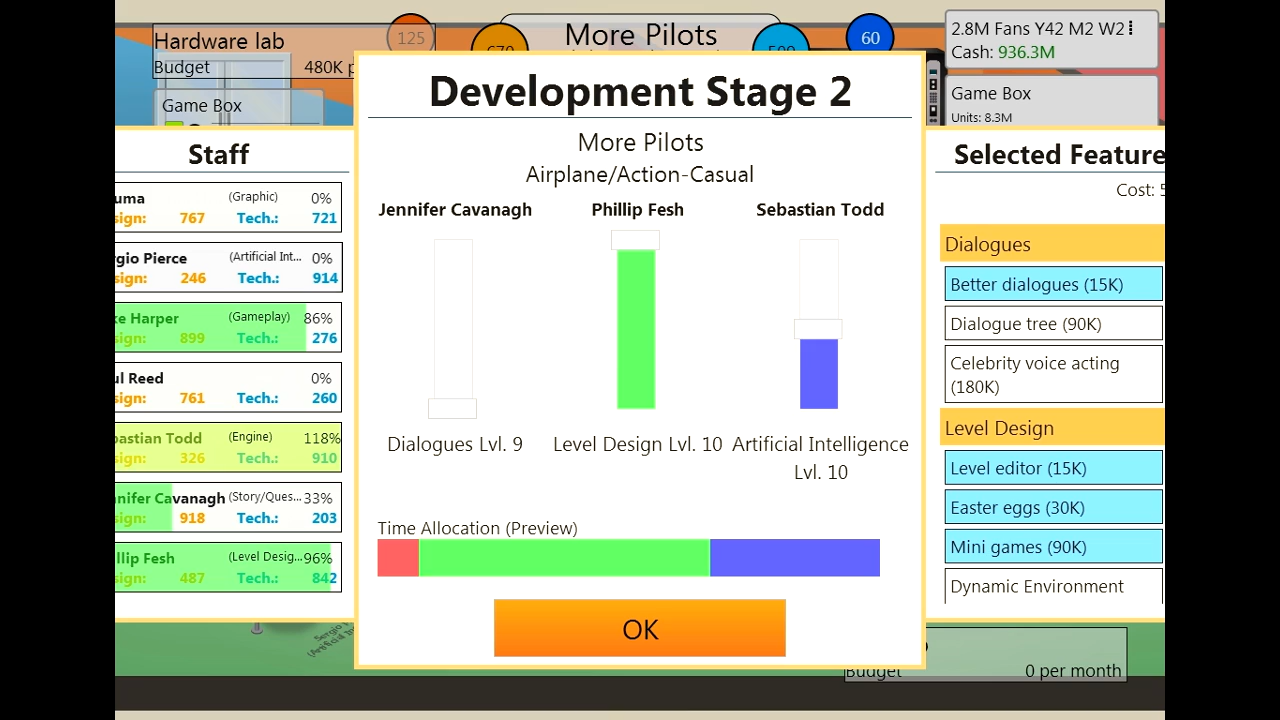 Hardware lab
Budget 480K p
Game Box
125
More Pilots
60
2.8M Fans Y42 M2 W2
Cash: 936.3M
Game Box
Units: 8.3M
Staff
uma (Graphic) 0%
sign: 767 Tech.: 721
rgio Pierce (Artificial Int... 0%
sign: 246 Tech.: 914
ke Harper (Gameplay) 86%
sign: 899 Tech.: 276
ul Reed 0%
sign: 761 Tech.: 260
bastian Todd (Engine) 118%
sign: 326 Tech.: 910
nnifer Cavanagh (Story/Ques... 33%
sign: 918 Tech.: 203
illip Fesh (Level Desig... 96%
sign: 487 Tech.: 842
Development Stage 2
More Pilots
Airplane/Action-Casual
Jennifer Cavanagh Phillip Fesh Sebastian Todd
Dialogues Lvl. 9 Level Design Lvl. 10 Artificial Intelligence
Lvl. 10
Time Allocation (Preview)
OK
Selected Feature
Cost: 5
Dialogues
Better dialogues (15K)
Dialogue tree (90K)
Celebrity voice acting
(180K)
Level Design
Level editor (15K)
Easter eggs (30K)
Mini games (90K)
Dynamic Environment
Budget 0 per month